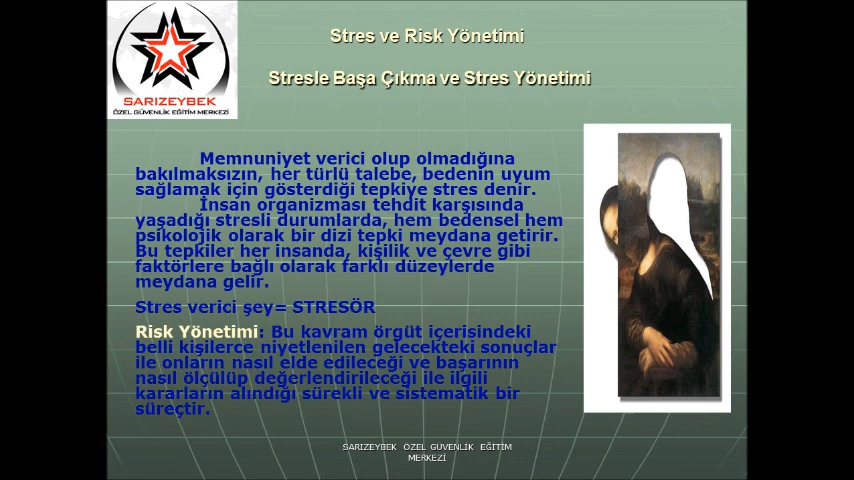 SARIZEYBEK
ÖZEL GÜVENLİK EĞİTİM MERKEZİ
Stres ve Risk Yönetimi
Stresle Başa Çıkma ve Stres Yönetimi
Memnuniyet verici olup olmadığına
bakılmaksızın, her türlü talebe, bedenin uyum
sağlamak için gösterdiği tepkiye stres denir.
İnsan organizması tehdit karşısında
yaşadığı stresli durumlarda, hem bedensel hem
psikolojik olarak bir dizi tepki meydana getirir.
Bu tepkiler her insanda, kişilik ve çevre gibi
faktörlere bağlı olarak farklı düzeylerde
meydana gelir.
Stres verici şey= STRESÖR
Risk Yönetimi: Bu kavram örgüt içerisindeki
belli kişilerce niyetlenilen gelecekteki sonuçlar
ile onların nasıl elde edileceği ve başarının
nasıl ölçülüp değerlendirileceği ile ilgili
kararların alındığı sürekli ve sistematik bir
süreçtir.
SARIZEYBEK ÖZEL GÜVENLİK EĞİTİM
MERKEZİ